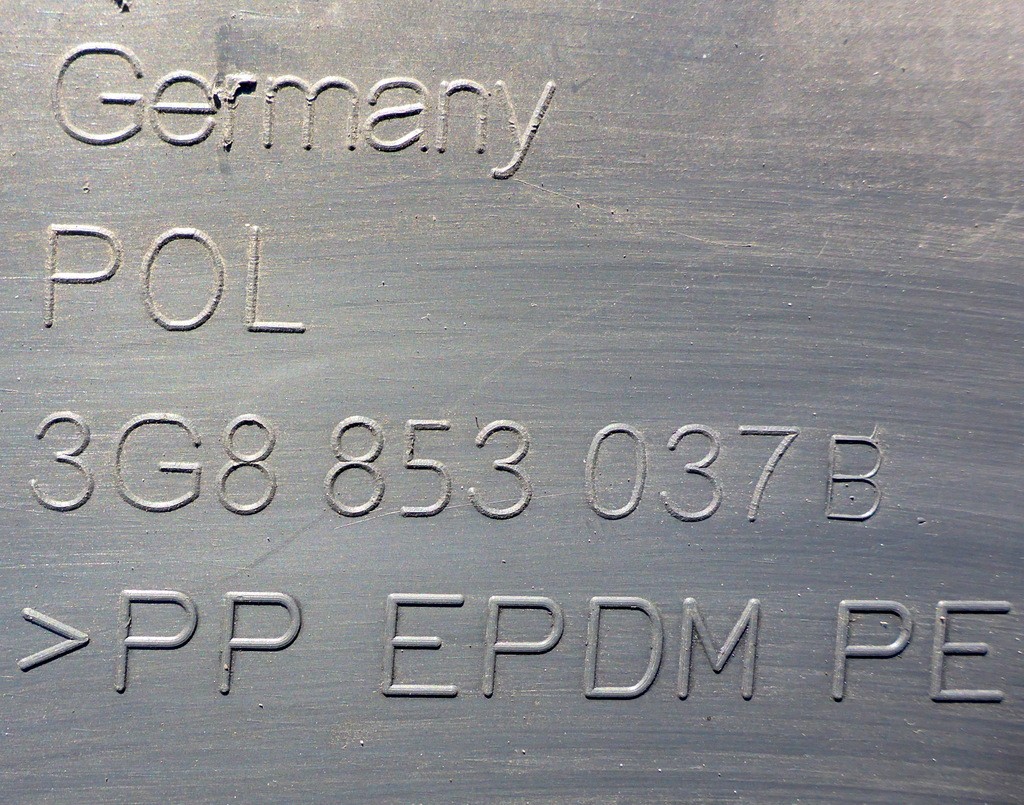 Germany
POL
3G8 853 037 B
>PP EPDM PE